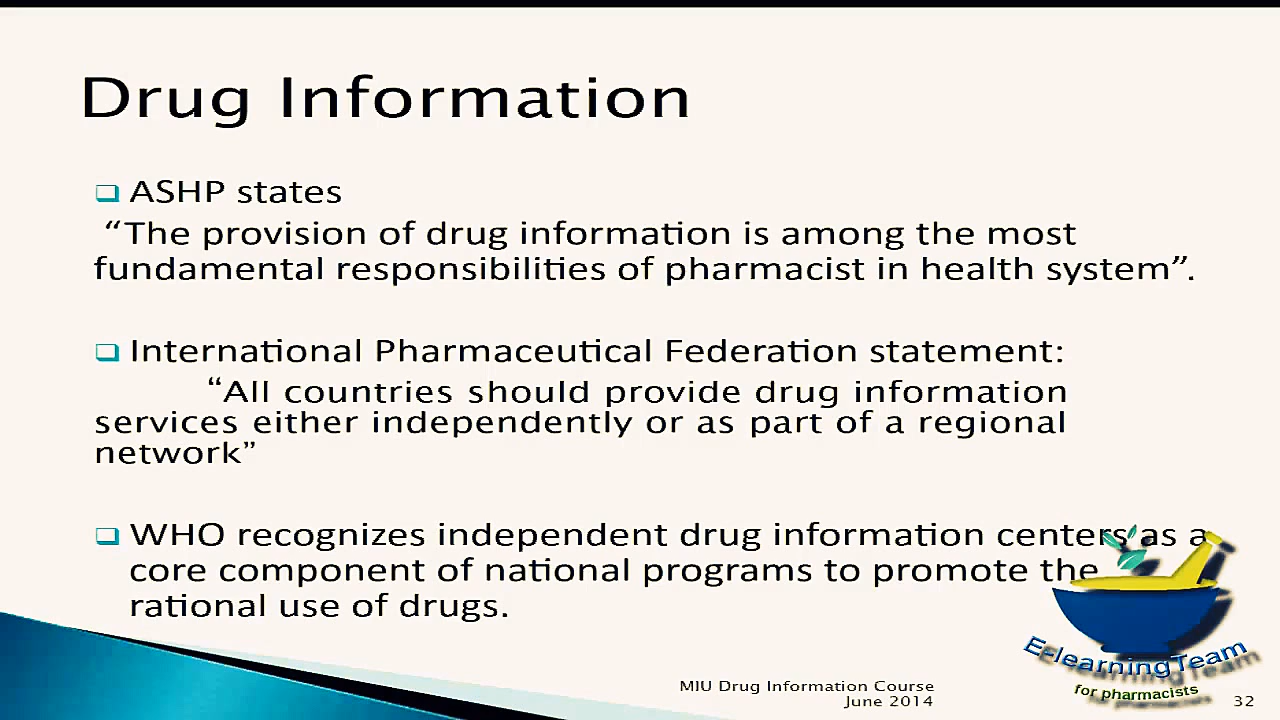 Drug Information
ASHP states
“The provision of drug information is among the most
fundamental responsibilities of pharmacist in health system”.
International Pharmaceutical Federation statement:
“All countries should provide drug information
services either independently or as part of a regional
network”
WHO recognizes independent drug information centers as a
core component of national programs to promote the
rational use of drugs.
E-learningTeam
for pharmacists
MIU Drug Information Course
June 2014
32